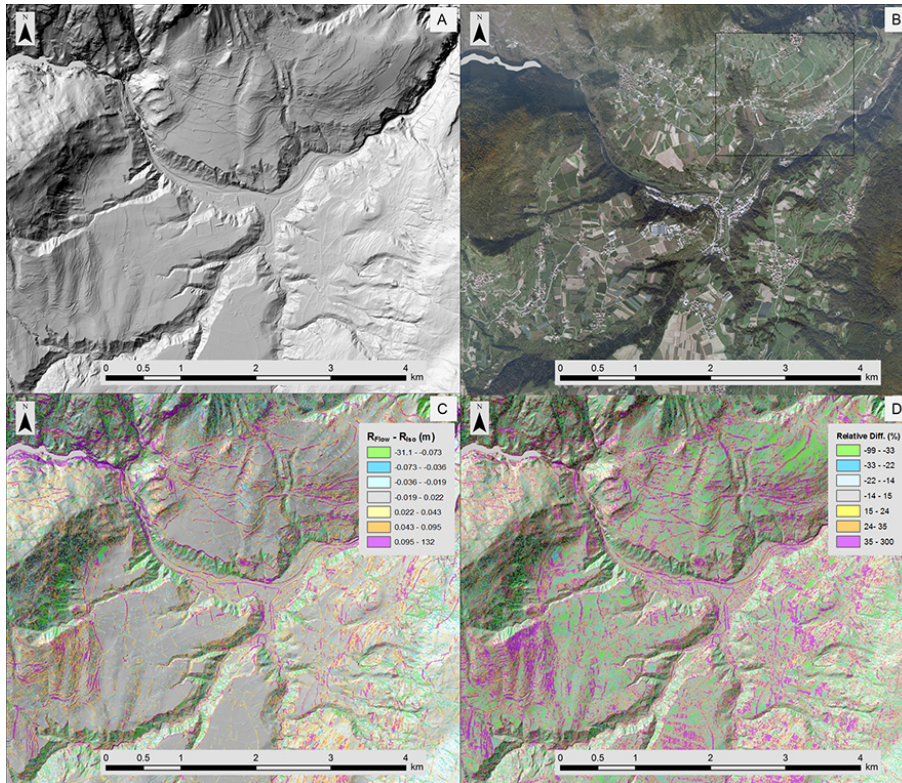 N
A
0 0.5 1 2 3 4
km
N
B
0 0.5 1 2 3 4
km
N
C
R_Flow - R_Iso (m)
-31.1 - -0.073
-0.073 - -0.036
-0.036 - -0.019
-0.019 - 0.022
0.022 - 0.043
0.043 - 0.095
0.095 - 132
0 0.5 1 2 3 4
km
N
D
Relative Diff. (%)
-99 - -33
-33 - -22
-22 - -14
-14 - 15
15 - 24
24- 35
35 - 300
0 0.5 1 2 3 4
km